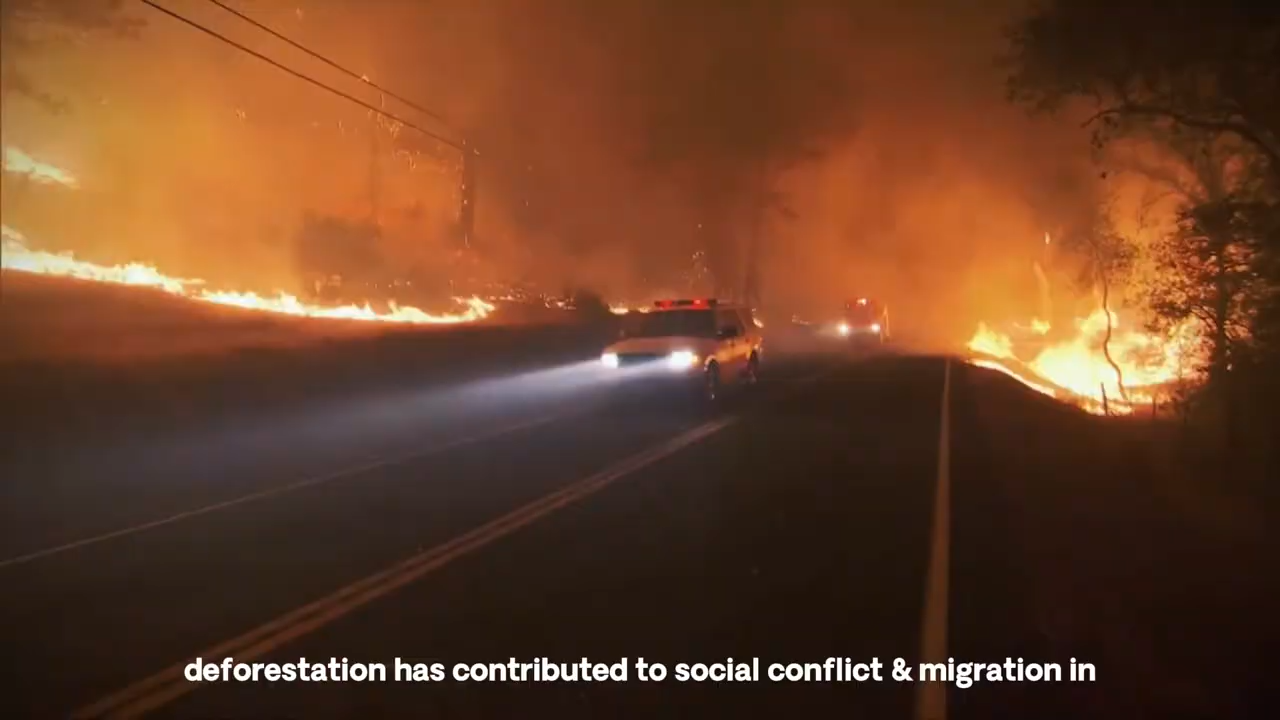 deforestation has contributed to social conflict & migration in